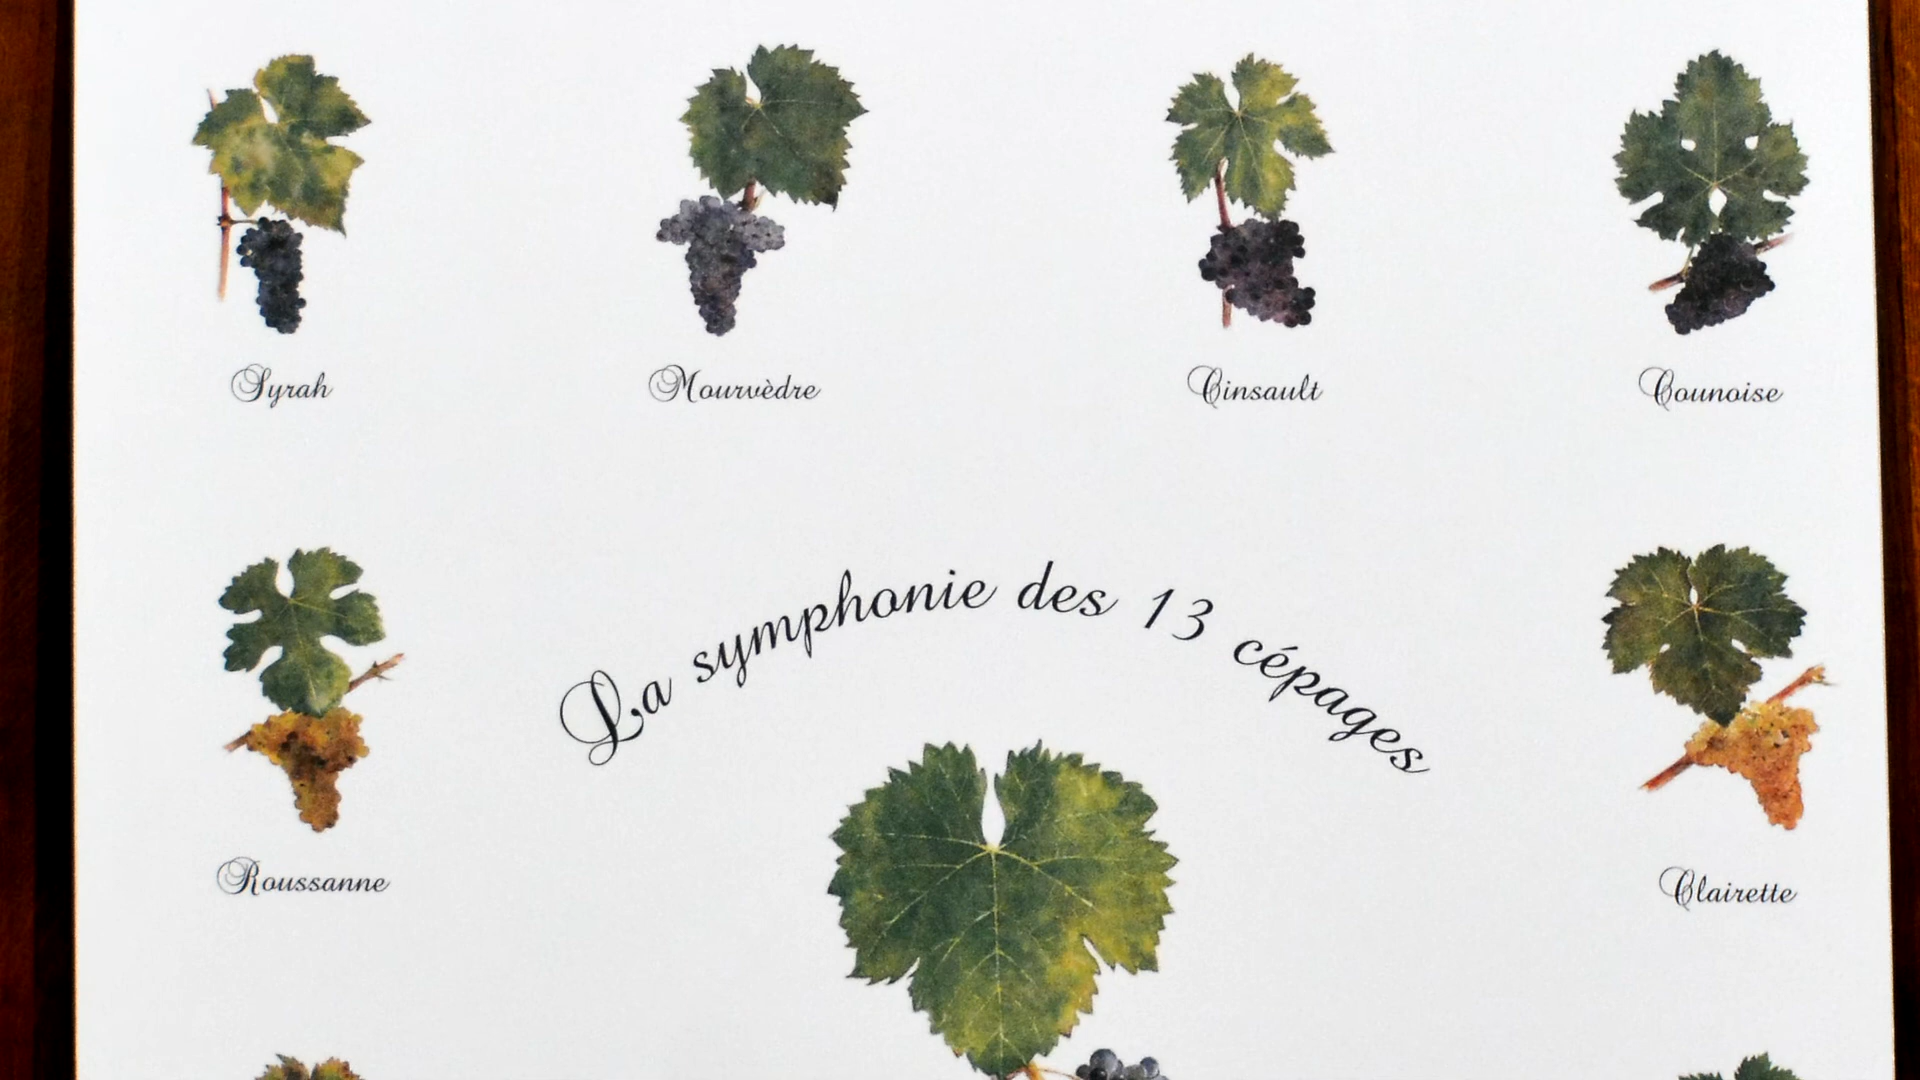 Syrah
Mourvèdre
Cinsault
Counoise
La symphonie des 13 cépages
Roussanne
Clairette